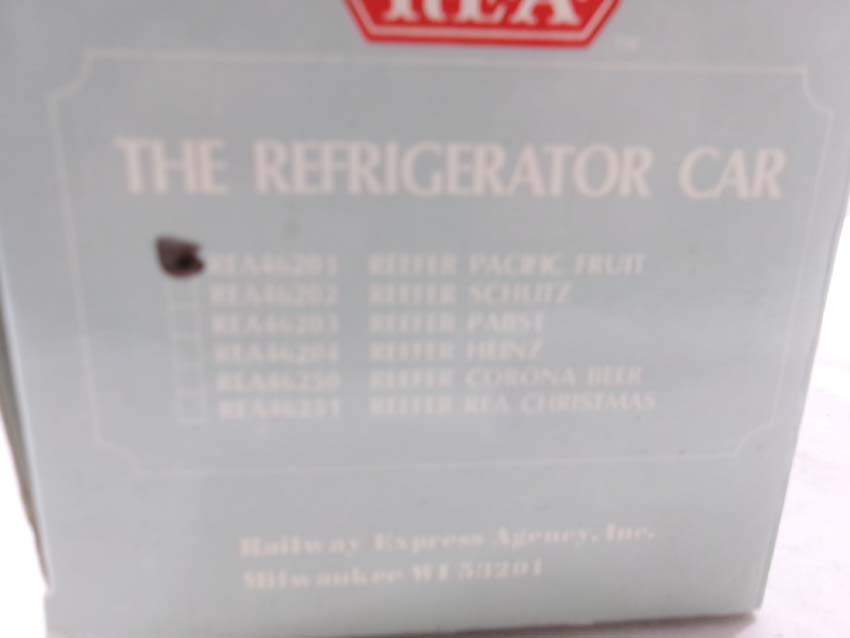 REA
™
THE REFRIGERATOR CAR
REA46201 REEFER PACIFIC FRUIT
REA46202 REEFER SCHLITZ
REA46203 REEFER PABST
REA46204 REEFER HEINZ
REA46250 REEFER CORONA BEER
REA46251 REEFER REA CHRISTMAS
Railway Express Agency, Inc.
Milwaukee WI 53201